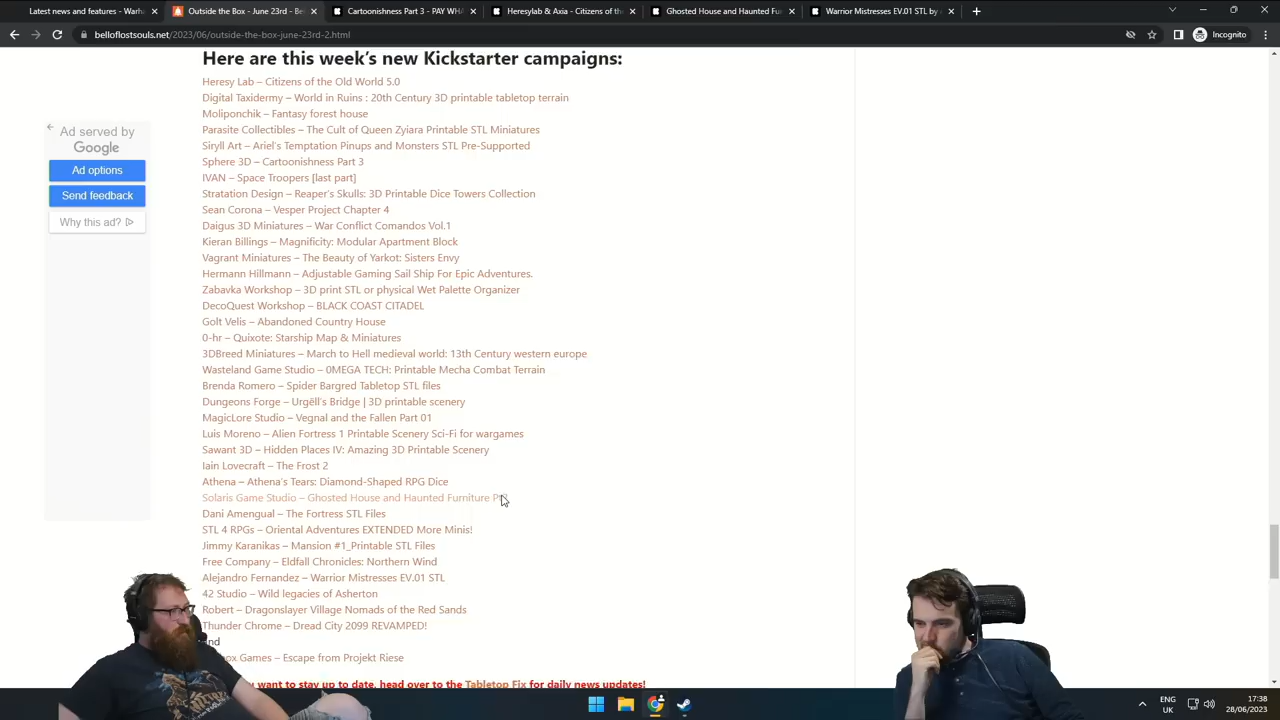 Latest features - Warh
Outside the Box - June 23rd - Be
Cartoonishness Part 3 - PAY WHA
Heresylab & Atlan - Citizens of the
Ghosted House and Haunted Furn
Warrior Mistresses EV.01 STL by A
belloflostsouls.net/2023/06/outside-the-box-june-23rd-2.html
Incognito
Here are this week's new Kickstarter campaigns:
Heresy Lab – Citizens of the Old World 5.0
Digital Taxidermy – World in Ruins : 20th Century 3D printable tabletop terrain
Moliponchik – Fantasy forest house
Parasite Collectibles – The Cult of Queen Zyiara Printable STL Miniatures
Siryll Art – Ariel's Temptation Pinups and Monsters STL Pre-Supported
Sphere 3D – Cartoonishness Part 3
IVAN – Space Troopers [last part]
Stratation Design – Reaper's Skulls: 3D Printable Dice Towers Collection
Sean Corona – Vesper Project Chapter 4
Daigus 3D Miniatures – War Conflict Comandos Vol.1
Kieran Billings – Magnificity: Modular Apartment Block
Vagrant Miniatures – The Beauty of Yarkot: Sisters Envy
Hermann Hillmann – Adjustable Gaming Sail Ship For Epic Adventures.
Zabavka Workshop – 3D print STL or physical Wet Palette Organizer
DecoQuest Workshop – BLACK COAST CITADEL
Golt Velis – Abandoned Country House
0-hr – Quixote: Starship Map & Miniatures
3DBreed Miniatures – March to Hell medieval world: 13th Century western europe
Wasteland Game Studio – 0MEGA TECH: Printable Mecha Combat Terrain
Brenda Romero – Spider Bargred Tabletop STL files
Dungeons Forge – Urgëll's Bridge | 3D printable scenery
MagicLore Studio – Vegnal and the Fallen Part 01
Luis Moreno – Alien Fortress 1 Printable Scenery Sci-Fi for wargames
Sawant 3D – Hidden Places IV: Amazing 3D Printable Scenery
Iain Lovecraft – The Frost 2
Athena – Athena's Tears: Diamond-Shaped RPG Dice
Solaris Game Studio – Ghosted House and Haunted Furniture
Dani Amengual – The Fortress STL Files
STL 4 RPGs – Oriental Adventures EXTENDED More Minis!
Jimmy Karanikas – Mansion #1_Printable STL Files
Free Company – Eldfall Chronicles: Northern Wind
Alejandro Fernandez – Warrior Mistresses EV.01 STL
42 Studio – Wild legacies of Asherton
Robert – Dragonslayer Village Nomads of the Red Sands
Thunder Chrome – Dread City 2099 REVAMPED!
nd
ox Games – Escape from Projekt Riese
want to stay up to date, head over to the Tabletop Fix for daily news updates!
Ad served by
Google
Ad options
Send feedback
Why this ad?
ENG
UK
17:38
28/06/2023